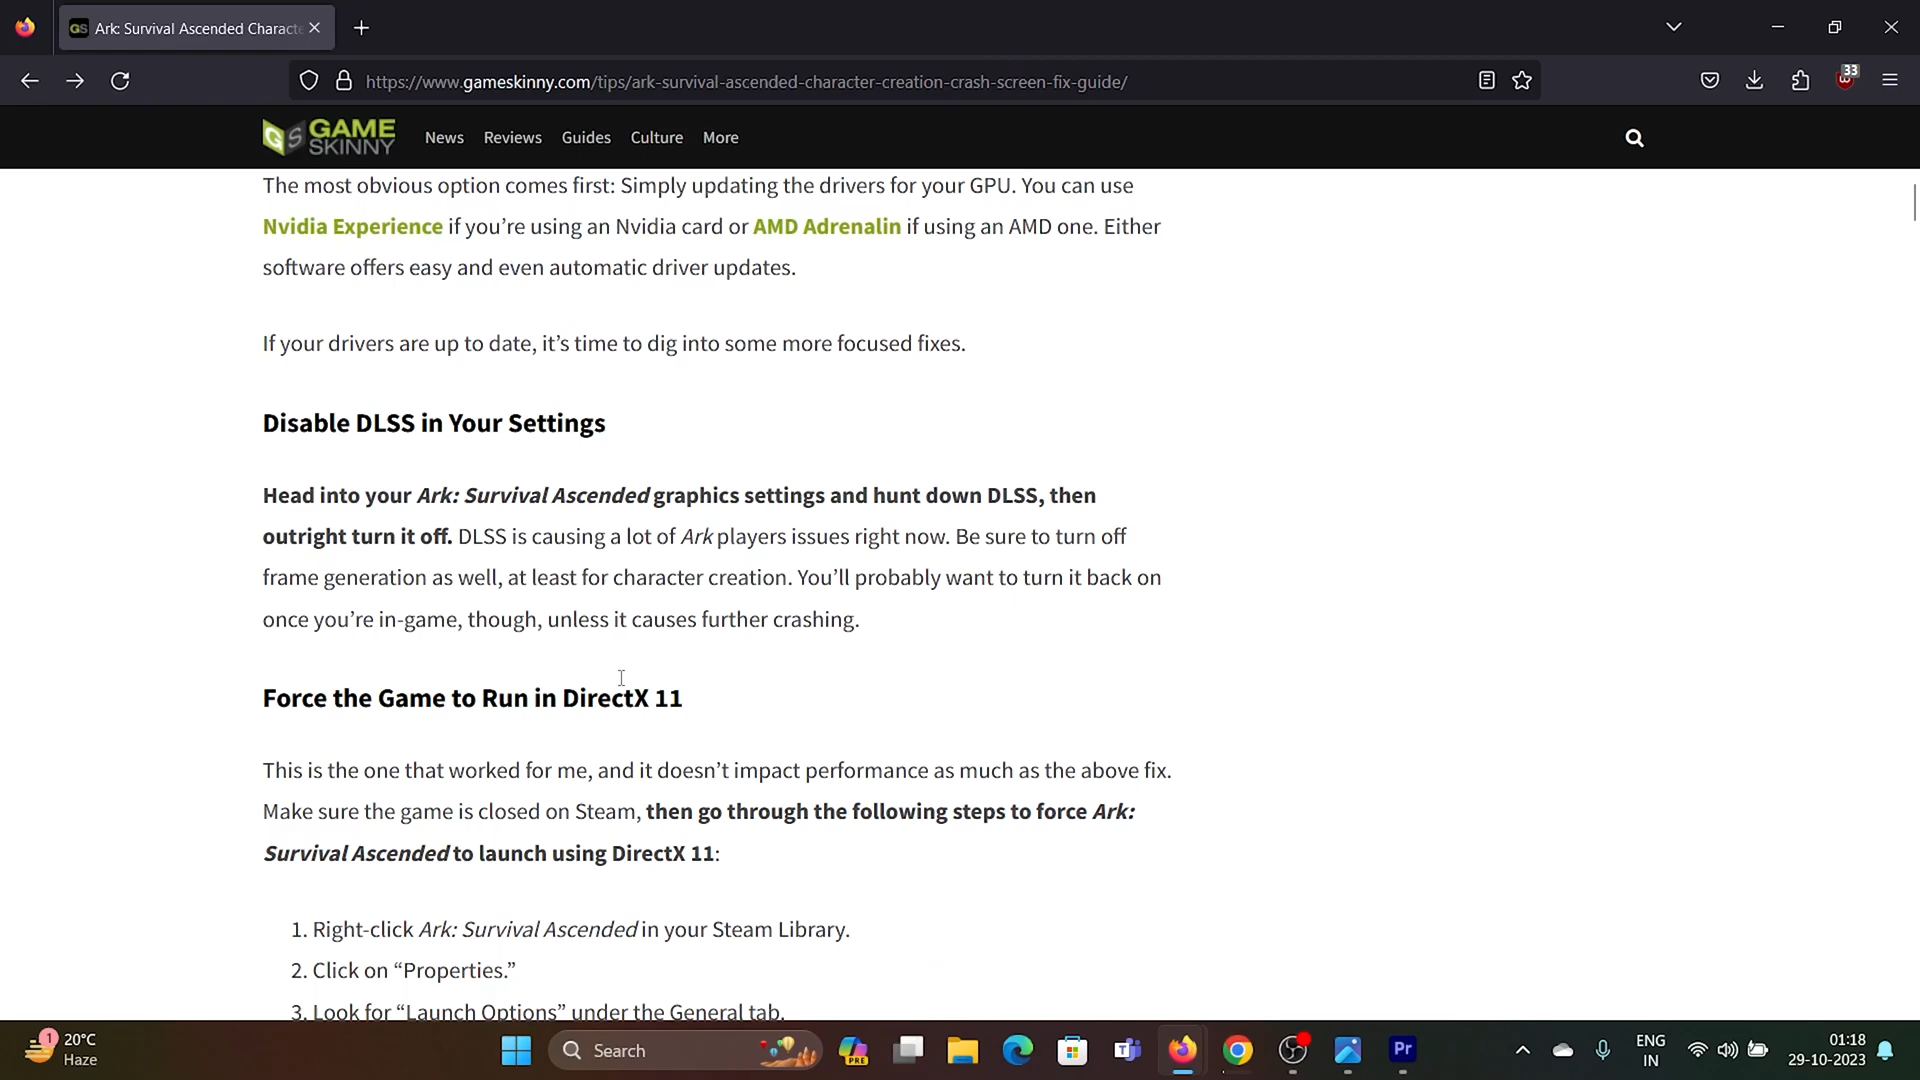 GS Ark: Survival Ascended Characte
33
https://www.gameskinny.com/tips/ark-survival-ascended-character-creation-crash-screen-fix-guide/
GS GAME SKINNY News Reviews Guides Culture More
The most obvious option comes first: Simply updating the drivers for your GPU. You can use
Nvidia Experience if you’re using an Nvidia card or AMD Adrenalin if using an AMD one. Either
software offers easy and even automatic driver updates.
If your drivers are up to date, it’s time to dig into some more focused fixes.
Disable DLSS in Your Settings
Head into your Ark: Survival Ascended graphics settings and hunt down DLSS, then
outright turn it off. DLSS is causing a lot of Ark players issues right now. Be sure to turn off
frame generation as well, at least for character creation. You’ll probably want to turn it back on
once you’re in-game, though, unless it causes further crashing.
Force the Game to Run in DirectX 11
This is the one that worked for me, and it doesn’t impact performance as much as the above fix.
Make sure the game is closed on Steam, then go through the following steps to force Ark:
Survival Ascended to launch using DirectX 11:
1. Right-click Ark: Survival Ascended in your Steam Library.
2. Click on “Properties.”
3. Look for “Launch Options” under the General tab.
1
20°C
Haze
Search
PRE
Pr
ENG
IN
01:18
29-10-2023